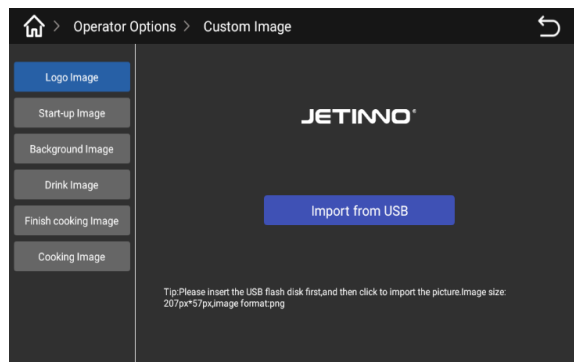 > Operator Options > Custom Image
Logo Image
Start-up Image
Background Image
Drink Image
Finish cooking Image
Cooking Image
JETINNO®
Import from USB
Tip:Please insert the USB flash disk first,and then click to import the picture.Image size:
207px*57px,image format:png